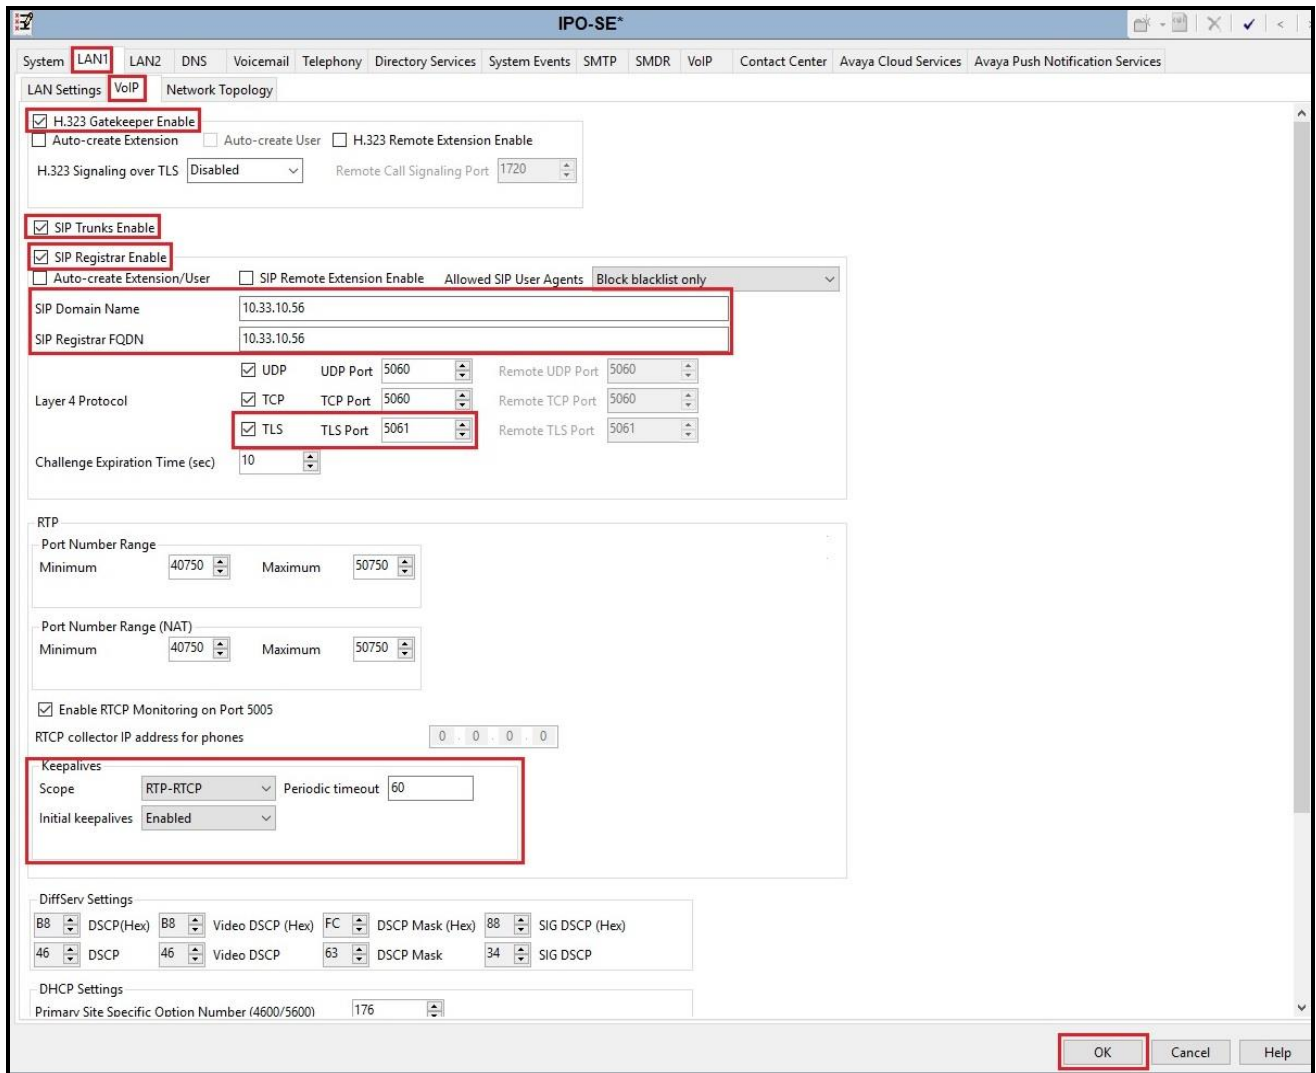 IPO-SE*
System LAN1 LAN2 DNS Voicemail Telephony Directory Services System Events SMTP SMDR VoIP Contact Center Avaya Cloud Services Avaya Push Notification Services
LAN Settings VoIP Network Topology
H.323 Gatekeeper Enable
Auto-create Extension Auto-create User H.323 Remote Extension Enable
H.323 Signaling over TLS Disabled Remote Call Signaling Port 1720
SIP Trunks Enable
SIP Registrar Enable
Auto-create Extension/User SIP Remote Extension Enable Allowed SIP User Agents Block blacklist only
SIP Domain Name 10.33.10.56
SIP Registrar FQDN 10.33.10.56
UDP UDP Port 5060 Remote UDP Port 5060
Layer 4 Protocol TCP TCP Port 5060 Remote TCP Port 5060
TLS TLS Port 5061 Remote TLS Port 5061
Challenge Expiration Time (sec) 10
RTP
Port Number Range
Minimum 40750 Maximum 50750
Port Number Range (NAT)
Minimum 40750 Maximum 50750
Enable RTCP Monitoring on Port 5005
RTCP collector IP address for phones 0 . 0 . 0 . 0
Keepalives
Scope RTP-RTCP Periodic timeout 60
Initial keepalives Enabled
DiffServ Settings
B8 DSCP(Hex) B8 Video DSCP (Hex) FC DSCP Mask (Hex) 88 SIG DSCP (Hex)
46 DSCP 46 Video DSCP 63 DSCP Mask 34 SIG DSCP
DHCP Settings
Primary Site Specific Option Number (4600/5600) 176
OK Cancel Help